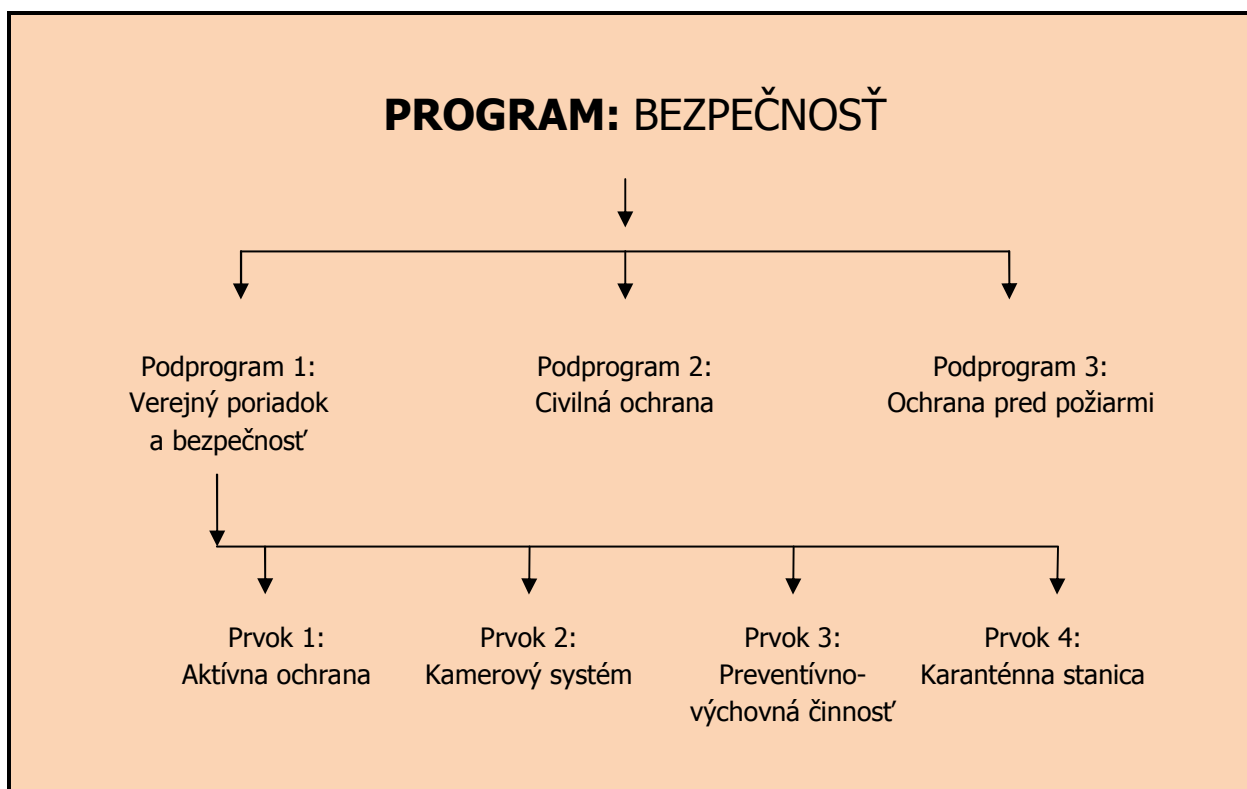 PROGRAM: BEZPEČNOSŤ
Podprogram 1:
Verejný poriadok
a bezpečnosť
Podprogram 2:
Civilná ochrana
Podprogram 3:
Ochrana pred požiarmi
Prvok 1:
Aktívna ochrana
Prvok 2:
Kamerový systém
Prvok 3:
Preventívno-
výchovná činnosť
Prvok 4:
Karanténna stanica